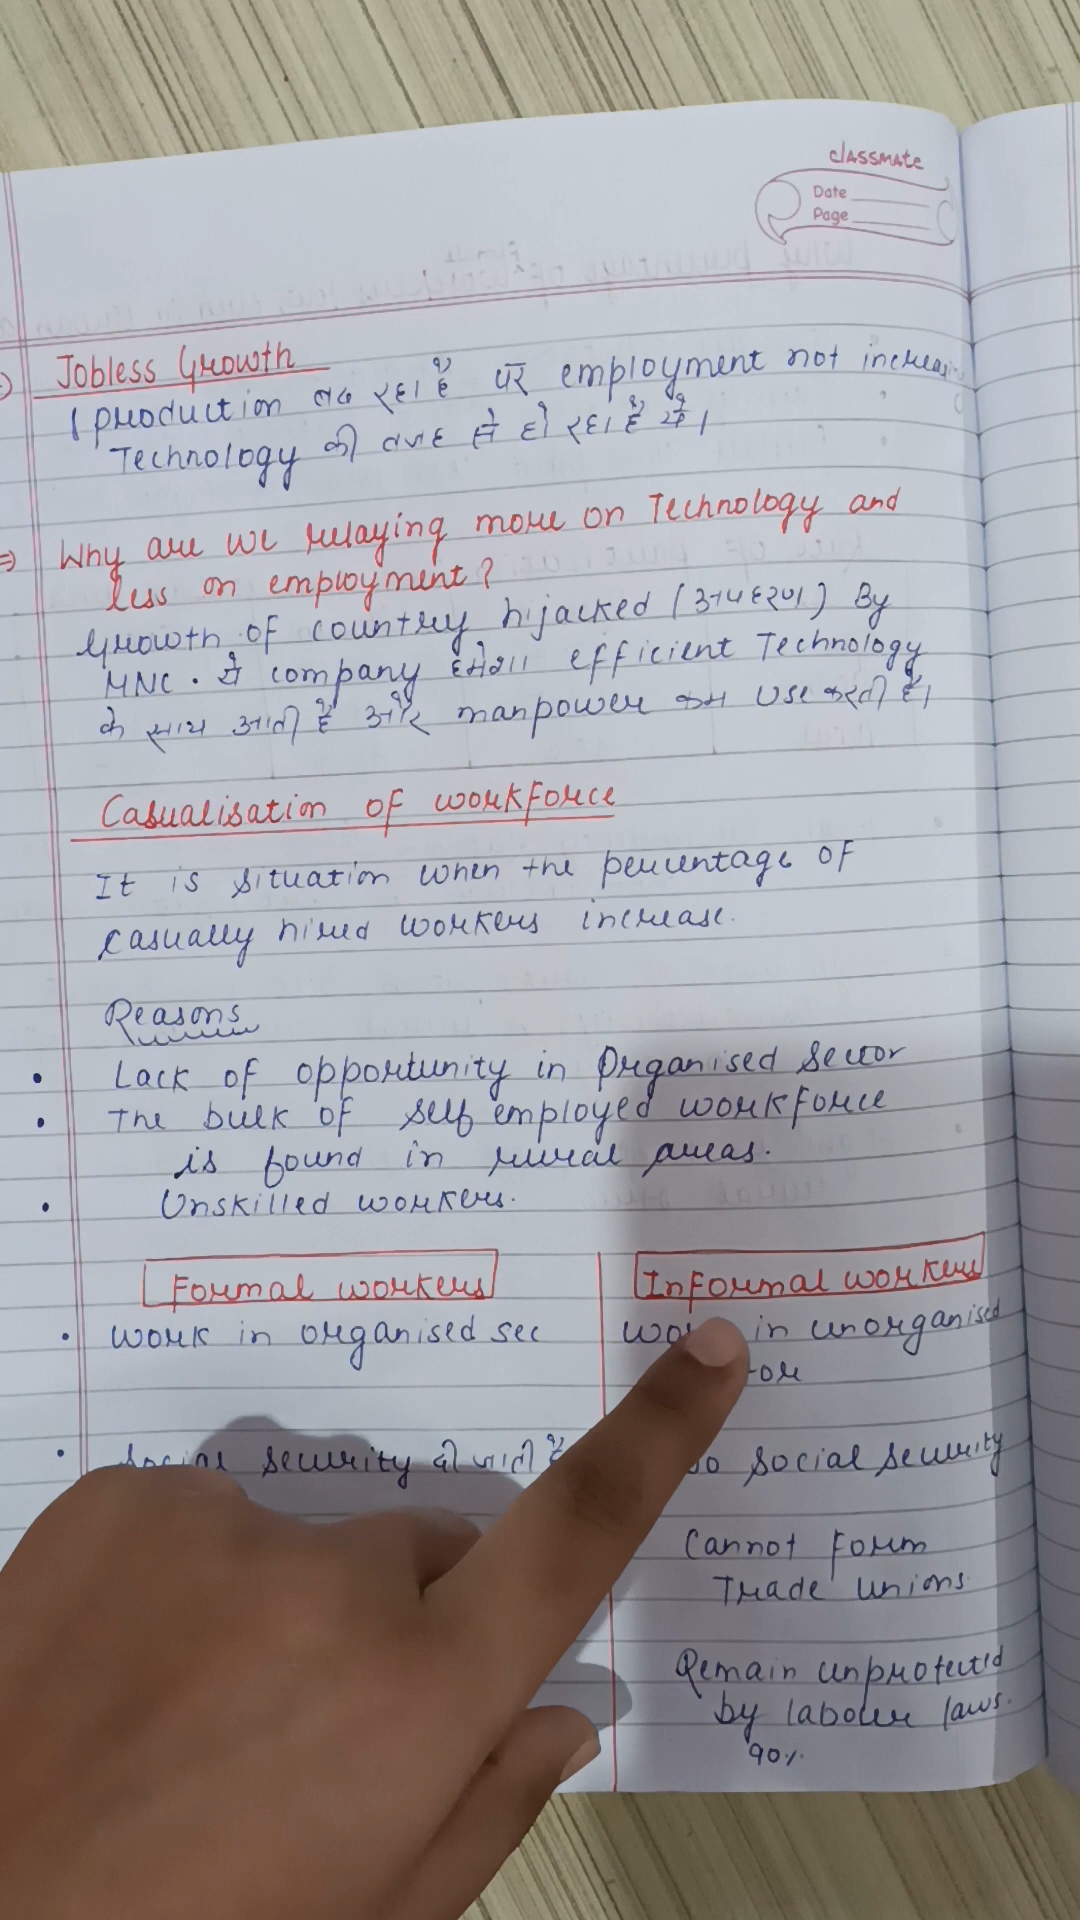 classmate
Date
Page
Jobless Growth
(production बढ़ रहा है पर employment not increasi
Technology की वजह से हो रहा है ये।
⇒ Why are we relaying more on Technology and
less on employment?
Growth of country hijacked (अपहरण) By
MNC. ये company हमेशा efficient Technology
के साथ आती है और manpower कम use करती है।
Casualisation of workforce
It is situation when the percentage of
casually hired workers increase.
Reasons
• Lack of opportunity in Organised sector
• The bulk of self employed workforce
is found in rural areas.
• Unskilled workers.
Formal workers
• work in organised sec
• Social security दी जाती है
Informal workers
in unorganised
social security
Cannot form
Trade unions
Remain unprotected
by labour laws.
90%